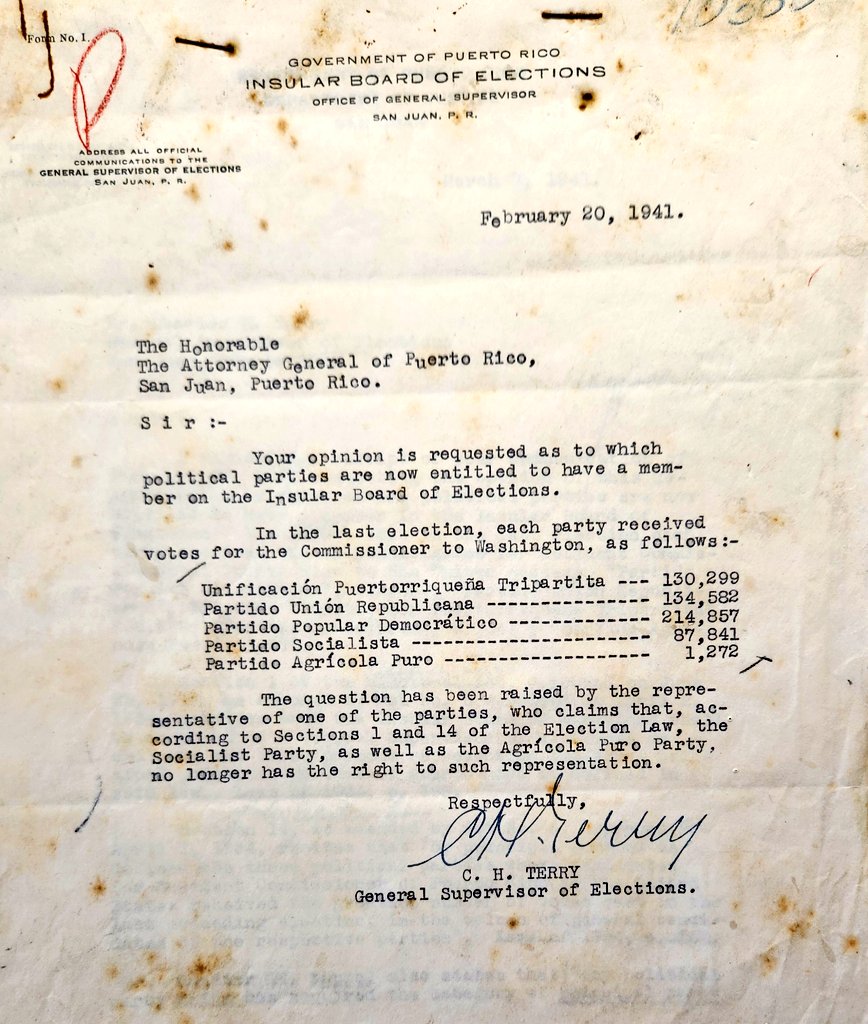 Form No. 1.
GOVERNMENT OF PUERTO RICO
INSULAR BOARD OF ELECTIONS
OFFICE OF GENERAL SUPERVISOR
SAN JUAN, P. R.
ADDRESS ALL OFFICIAL
COMMUNICATIONS TO THE
GENERAL SUPERVISOR OF ELECTIONS
SAN JUAN, P. R.
February 20, 1941.
The Honorable
The Attorney General of Puerto Rico,
San Juan, Puerto Rico.
S i r :-
Your opinion is requested as to which
political parties are now entitled to have a mem-
ber on the Insular Board of Elections.
In the last election, each party received
votes for the Commissioner to Washington, as follows:-
Unificación Puertorriqueña Tripartita --- 130,299
Partido Unión Republicana --------------- 134,582
Partido Popular Democrático ------------- 214,857
Partido Socialista ---------------------- 87,841
Partido Agrícola Puro ------------------- 1,272
The question has been raised by the repre-
sentative of one of the parties, who claims that, ac-
cording to Sections 1 and 14 of the Election Law, the
Socialist Party, as well as the Agrícola Puro Party,
no longer has the right to such representation.
Respectfully,
C. H. Terry
C. H. TERRY
General Supervisor of Elections.